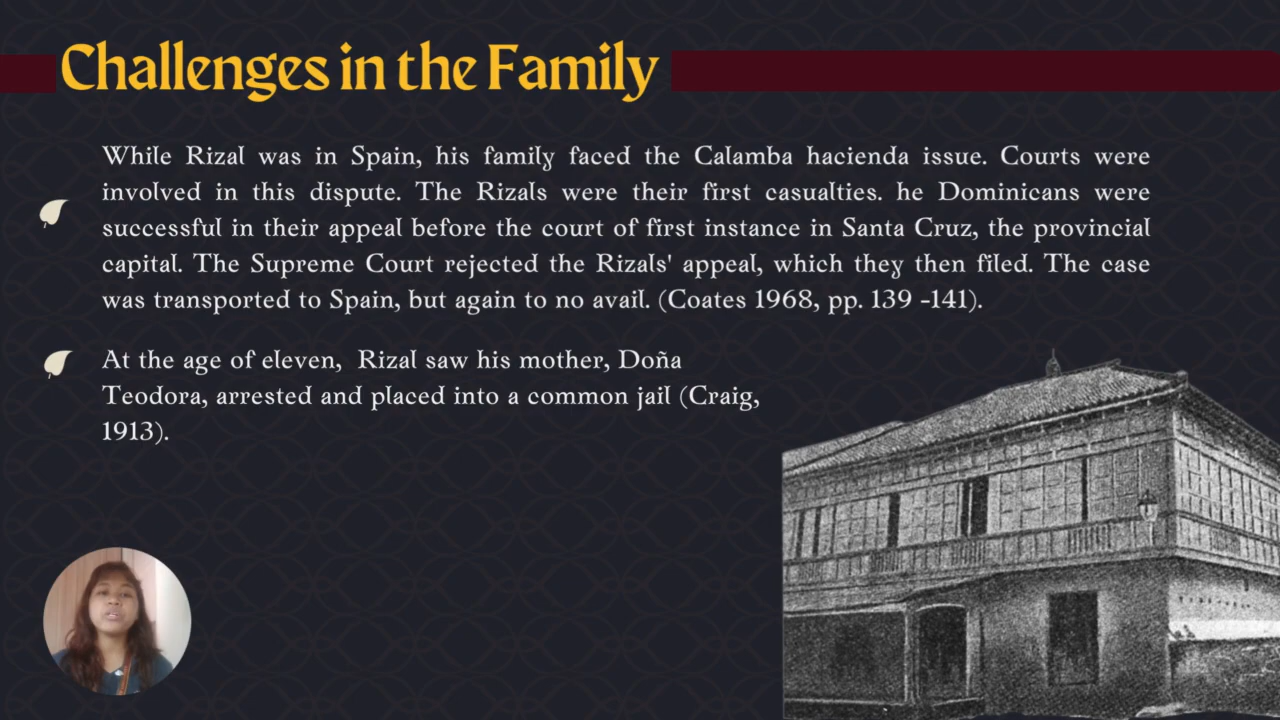 Challenges in the Family
While Rizal was in Spain, his family faced the Calamba hacienda issue. Courts were
involved in this dispute. The Rizals were their first casualties. he Dominicans were
successful in their appeal before the court of first instance in Santa Cruz, the provincial
capital. The Supreme Court rejected the Rizals' appeal, which they then filed. The case
was transported to Spain, but again to no avail. (Coates 1968, pp. 139 -141).
At the age of eleven,  Rizal saw his mother, Doña
Teodora, arrested and placed into a common jail (Craig,
1913).